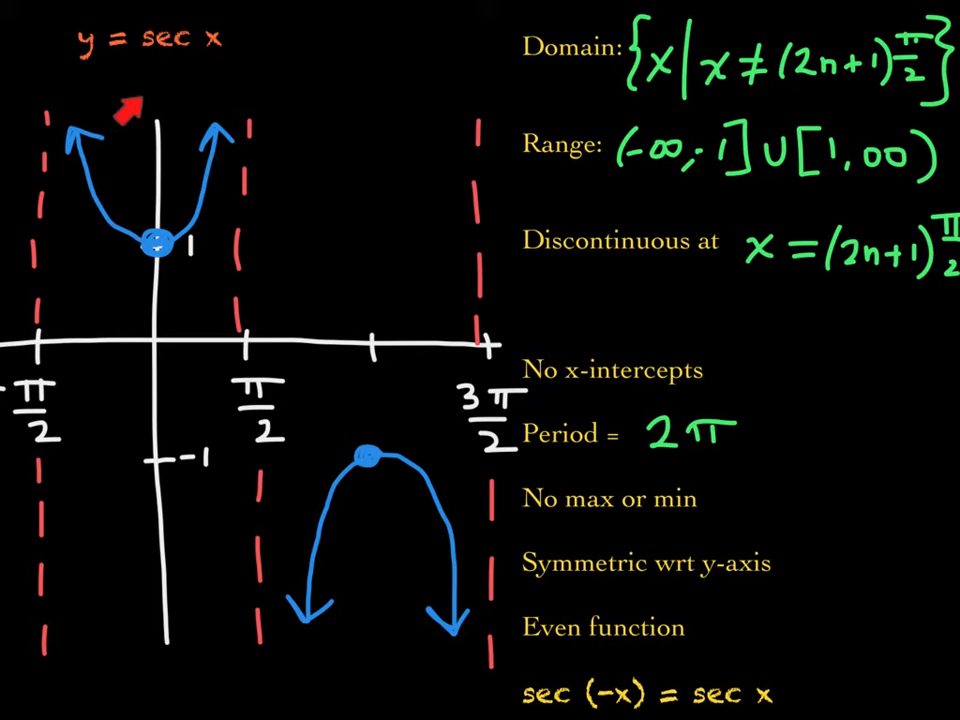 y = sec x
1
-π/2
π/2
3π/2
-1
Domain: {x | x ≠ (2n+1) π/2}
Range: (-∞, -1] ∪ [1, ∞)
Discontinuous at x = (2n+1) π/2
No x-intercepts
Period = 2π
No max or min
Symmetric wrt y-axis
Even function
sec (-x) = sec x